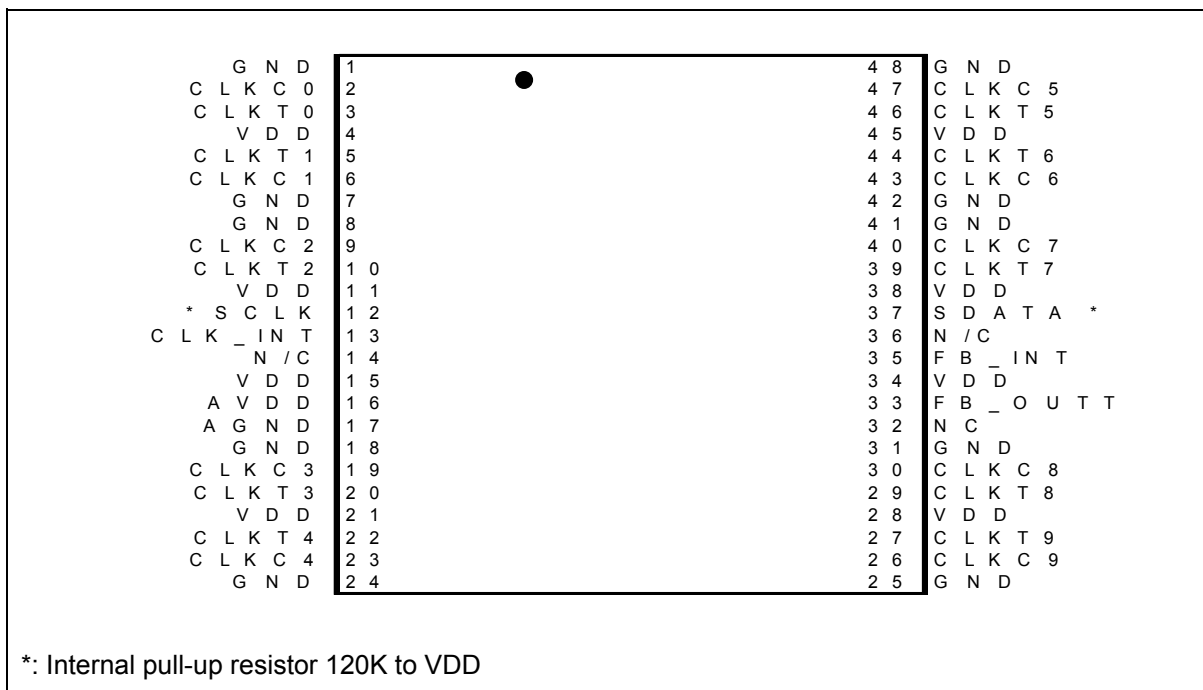 GND 1 48 GND
CLKC0 2 47 CLKC5
CLKT0 3 46 CLKT5
VDD 4 45 VDD
CLKT1 5 44 CLKT6
CLKC1 6 43 CLKC6
GND 7 42 GND
GND 8 41 GND
CLKC2 9 40 CLKC7
CLKT2 10 39 CLKT7
VDD 11 38 VDD
*SCLK 12 37 SDATA*
CLK_INT 13 36 N/C
N/C 14 35 FB_INT
VDD 15 34 VDD
AVDD 16 33 FB_OUTT
AGND 17 32 NC
GND 18 31 GND
CLKC3 19 30 CLKC8
CLKT3 20 29 CLKT8
VDD 21 28 VDD
CLKT4 22 27 CLKT9
CLKC4 23 26 CLKC9
GND 24 25 GND
*: Internal pull-up resistor 120K to VDD